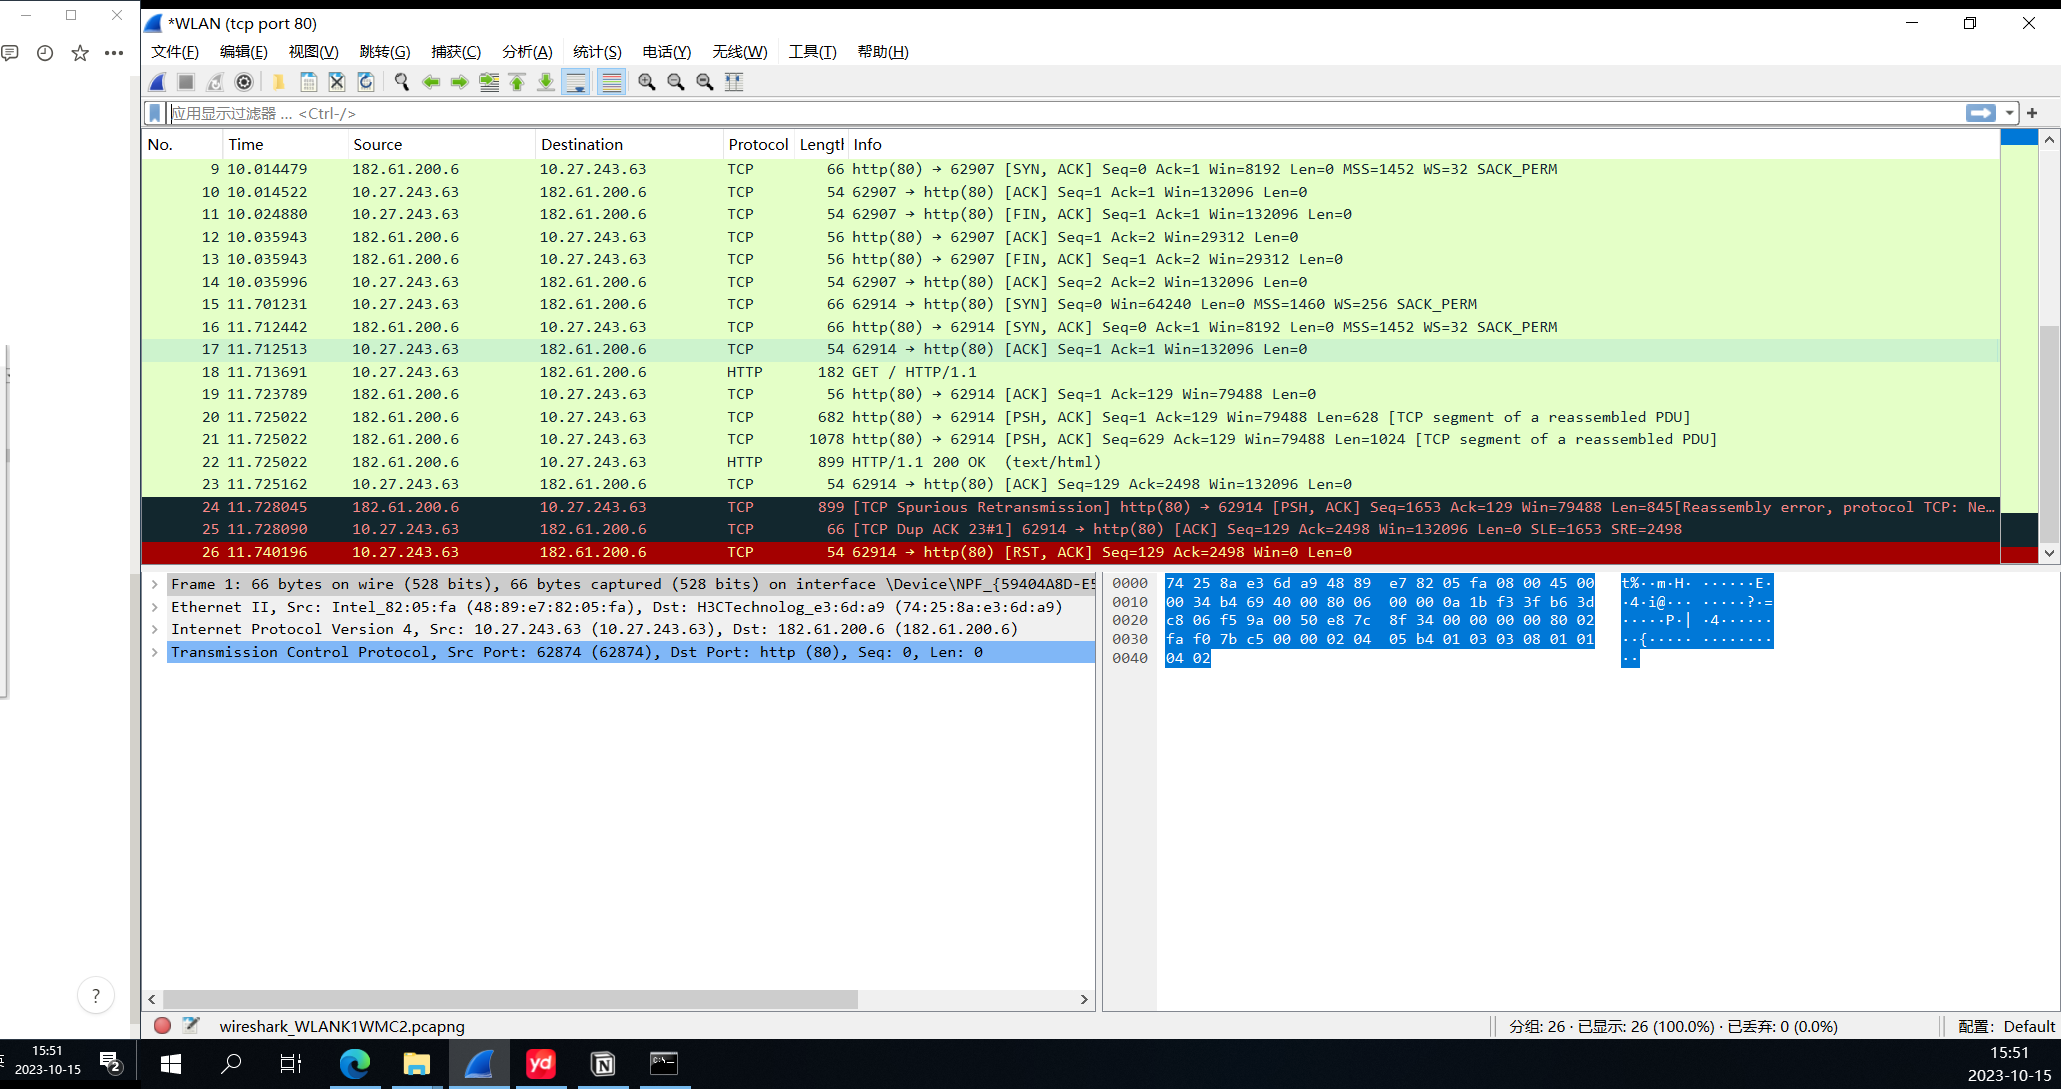 *WLAN (tcp port 80)
文件(F) 编辑(E) 视图(V) 跳转(G) 捕获(C) 分析(A) 统计(S) 电话(Y) 无线(W) 工具(T) 帮助(H)
应用显示过滤器 … <Ctrl-/>
No. Time Source Destination Protocol Length Info
9 10.014479 182.61.200.6 10.27.243.63 TCP 66 http(80) → 62907 [SYN, ACK] Seq=0 Ack=1 Win=8192 Len=0 MSS=1452 WS=32 SACK_PERM
10 10.014522 10.27.243.63 182.61.200.6 TCP 54 62907 → http(80) [ACK] Seq=1 Ack=1 Win=132096 Len=0
11 10.024880 10.27.243.63 182.61.200.6 TCP 54 62907 → http(80) [FIN, ACK] Seq=1 Ack=1 Win=132096 Len=0
12 10.035943 182.61.200.6 10.27.243.63 TCP 56 http(80) → 62907 [ACK] Seq=1 Ack=2 Win=29312 Len=0
13 10.035943 182.61.200.6 10.27.243.63 TCP 56 http(80) → 62907 [FIN, ACK] Seq=1 Ack=2 Win=29312 Len=0
14 10.035996 10.27.243.63 182.61.200.6 TCP 54 62907 → http(80) [ACK] Seq=2 Ack=2 Win=132096 Len=0
15 11.701231 10.27.243.63 182.61.200.6 TCP 66 62914 → http(80) [SYN] Seq=0 Win=64240 Len=0 MSS=1460 WS=256 SACK_PERM
16 11.712442 182.61.200.6 10.27.243.63 TCP 66 http(80) → 62914 [SYN, ACK] Seq=0 Ack=1 Win=8192 Len=0 MSS=1452 WS=32 SACK_PERM
17 11.712513 10.27.243.63 182.61.200.6 TCP 54 62914 → http(80) [ACK] Seq=1 Ack=1 Win=132096 Len=0
18 11.713691 10.27.243.63 182.61.200.6 HTTP 182 GET / HTTP/1.1
19 11.723789 182.61.200.6 10.27.243.63 TCP 56 http(80) → 62914 [ACK] Seq=1 Ack=129 Win=79488 Len=0
20 11.725022 182.61.200.6 10.27.243.63 TCP 682 http(80) → 62914 [PSH, ACK] Seq=1 Ack=129 Win=79488 Len=628 [TCP segment of a reassembled PDU]
21 11.725022 182.61.200.6 10.27.243.63 TCP 1078 http(80) → 62914 [PSH, ACK] Seq=629 Ack=129 Win=79488 Len=1024 [TCP segment of a reassembled PDU]
22 11.725022 182.61.200.6 10.27.243.63 HTTP 899 HTTP/1.1 200 OK (text/html)
23 11.725162 10.27.243.63 182.61.200.6 TCP 54 62914 → http(80) [ACK] Seq=129 Ack=2498 Win=132096 Len=0
24 11.728045 182.61.200.6 10.27.243.63 TCP 899 [TCP Spurious Retransmission] http(80) → 62914 [PSH, ACK] Seq=1653 Ack=129 Win=79488 Len=845[Reassembly error, protocol TCP: Ne…
25 11.728090 10.27.243.63 182.61.200.6 TCP 66 [TCP Dup ACK 23#1] 62914 → http(80) [ACK] Seq=129 Ack=2498 Win=132096 Len=0 SLE=1653 SRE=2498
26 11.740196 10.27.243.63 182.61.200.6 TCP 54 62914 → http(80) [RST, ACK] Seq=129 Ack=2498 Win=0 Len=0
Frame 1: 66 bytes on wire (528 bits), 66 bytes captured (528 bits) on interface \Device\NPF_{59404A8D-E5
Ethernet II, Src: Intel_82:05:fa (48:89:e7:82:05:fa), Dst: H3CTechnolog_e3:6d:a9 (74:25:8a:e3:6d:a9)
Internet Protocol Version 4, Src: 10.27.243.63 (10.27.243.63), Dst: 182.61.200.6 (182.61.200.6)
Transmission Control Protocol, Src Port: 62874 (62874), Dst Port: http (80), Seq: 0, Len: 0
0000 74 25 8a e3 6d a9 48 89 e7 82 05 fa 08 00 45 00 t%··m·H· ······E·
0010 00 34 b4 69 40 00 80 06 00 00 0a 1b f3 3f b6 3d ·4·i@··· ·····?·=
0020 c8 06 f5 9a 00 50 e8 7c 8f 34 00 00 00 00 80 02 ·····P·| ·4······
0030 fa f0 7b c5 00 00 02 04 05 b4 01 03 03 08 01 01 ··{····· ········
0040 04 02 ··
?
wireshark_WLANK1WMC2.pcapng 分组: 26 · 已显示: 26 (100.0%) · 已丢弃: 0 (0.0%) 配置: Default
15:51
2023-10-15
2
yd
N
C:\
15:51
2023-10-15